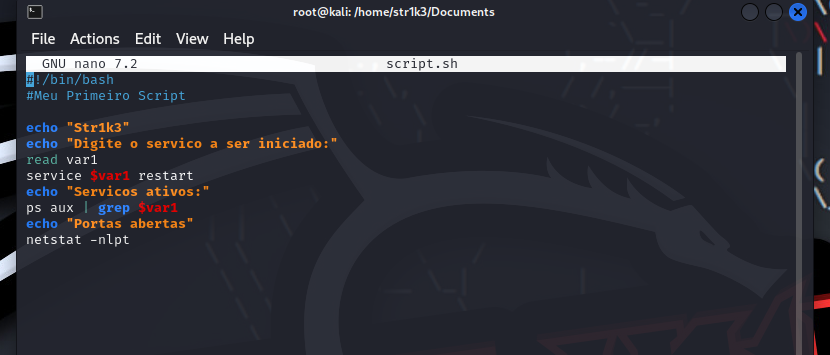 root@kali: /home/str1k3/Documents
File Actions Edit View Help
GNU nano 7.2 script.sh
#!/bin/bash
#Meu Primeiro Script
echo "Str1k3"
echo "Digite o servico a ser iniciado:"
read var1
service $var1 restart
echo "Servicos ativos:"
ps aux | grep $var1
echo "Portas abertas"
netstat -nlpt